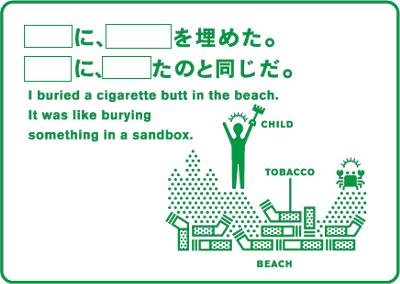 に、を埋めた。
に、たのと同じだ。
I buried a cigarette butt in the beach.
It was like burying
something in a sandbox.
CHILD
TOBACCO
BEACH